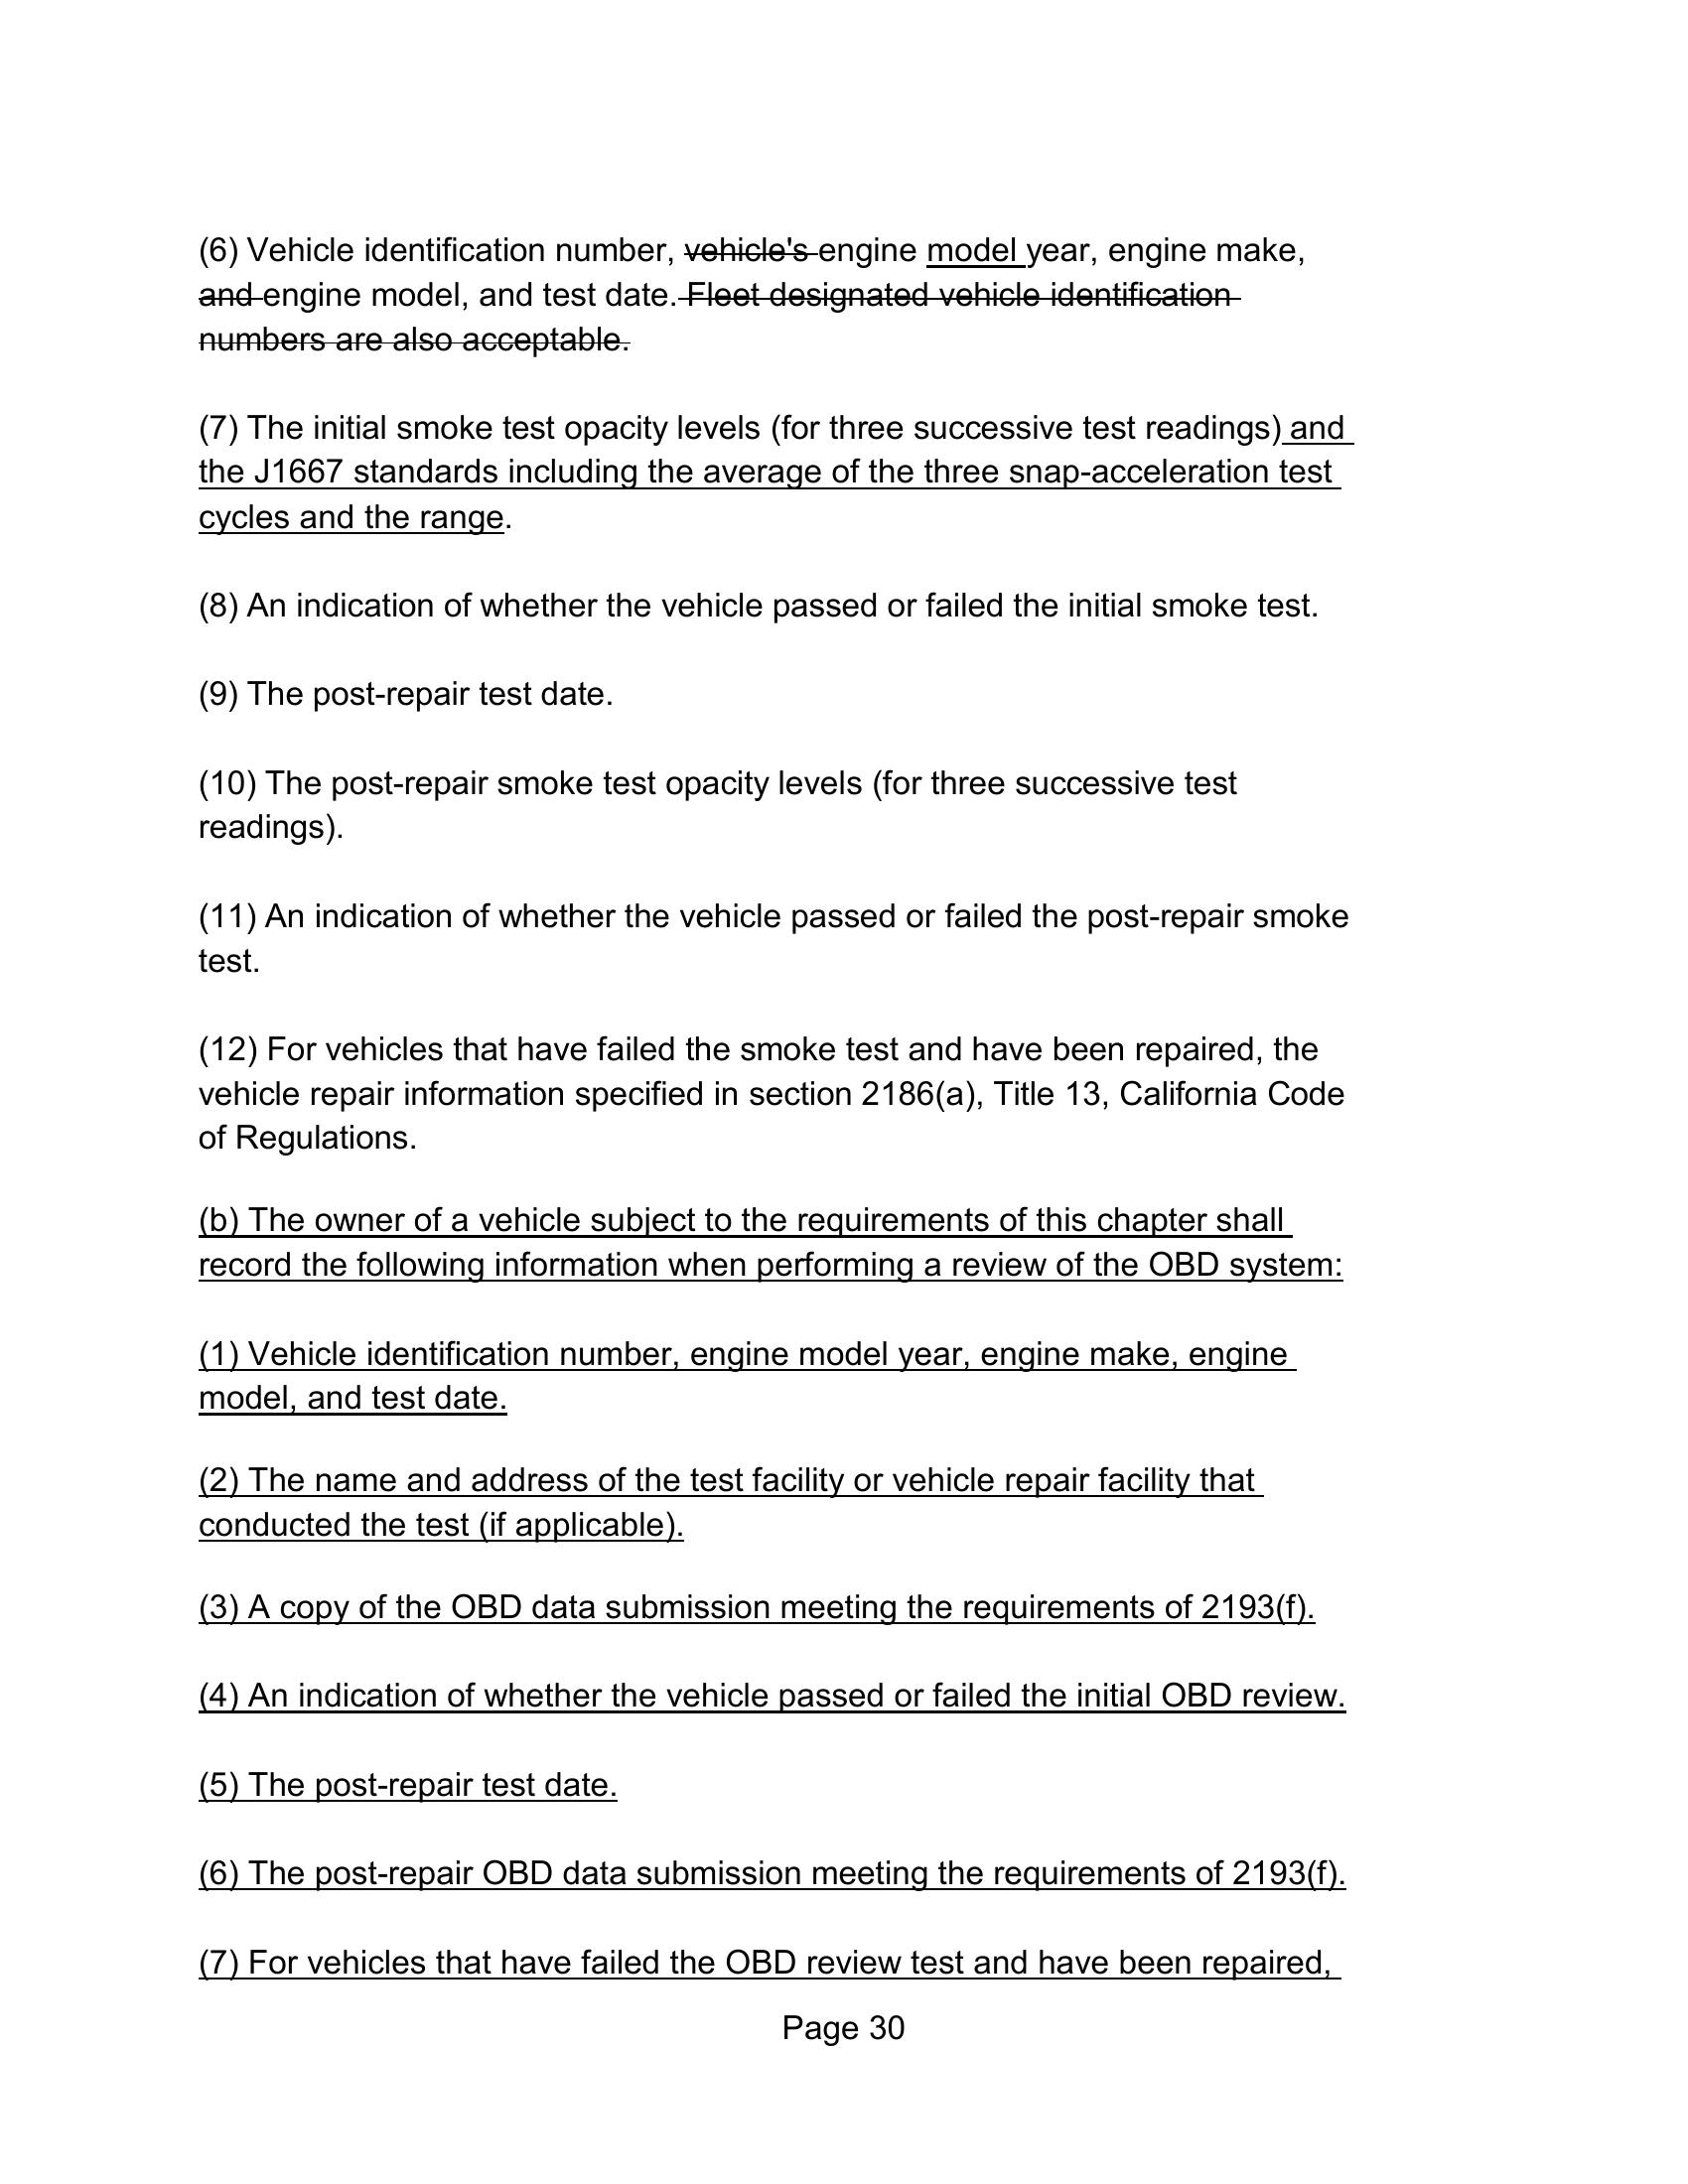 (6) Vehicle identification number, vehicle's engine model year, engine make,
and engine model, and test date. Fleet designated vehicle identification
numbers are also acceptable.
(7) The initial smoke test opacity levels (for three successive test readings) and
the J1667 standards including the average of the three snap-acceleration test
cycles and the range.
(8) An indication of whether the vehicle passed or failed the initial smoke test.
(9) The post-repair test date.
(10) The post-repair smoke test opacity levels (for three successive test
readings).
(11) An indication of whether the vehicle passed or failed the post-repair smoke
test.
(12) For vehicles that have failed the smoke test and have been repaired, the
vehicle repair information specified in section 2186(a), Title 13, California Code
of Regulations.
(b) The owner of a vehicle subject to the requirements of this chapter shall
record the following information when performing a review of the OBD system:
(1) Vehicle identification number, engine model year, engine make, engine
model, and test date.
(2) The name and address of the test facility or vehicle repair facility that
conducted the test (if applicable).
(3) A copy of the OBD data submission meeting the requirements of 2193(f).
(4) An indication of whether the vehicle passed or failed the initial OBD review.
(5) The post-repair test date.
(6) The post-repair OBD data submission meeting the requirements of 2193(f).
(7) For vehicles that have failed the OBD review test and have been repaired,
Page 30